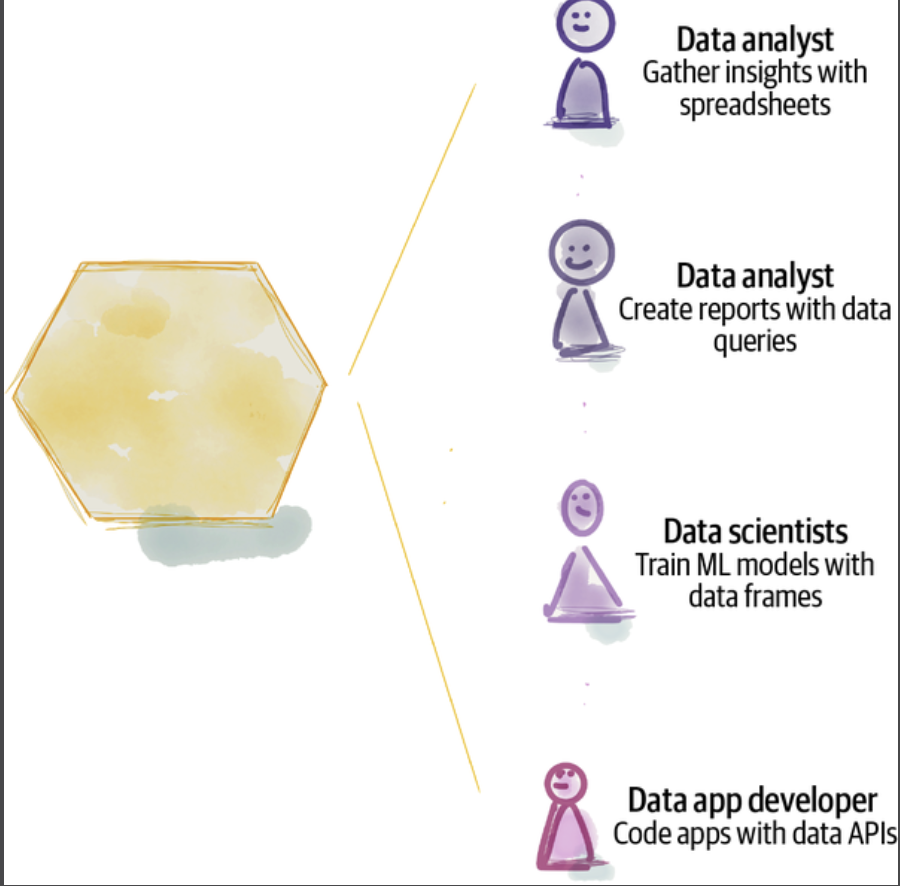 Data analyst
Gather insights with
spreadsheets
Data analyst
Create reports with data
queries
Data scientists
Train ML models with
data frames
Data app developer
Code apps with data APIs